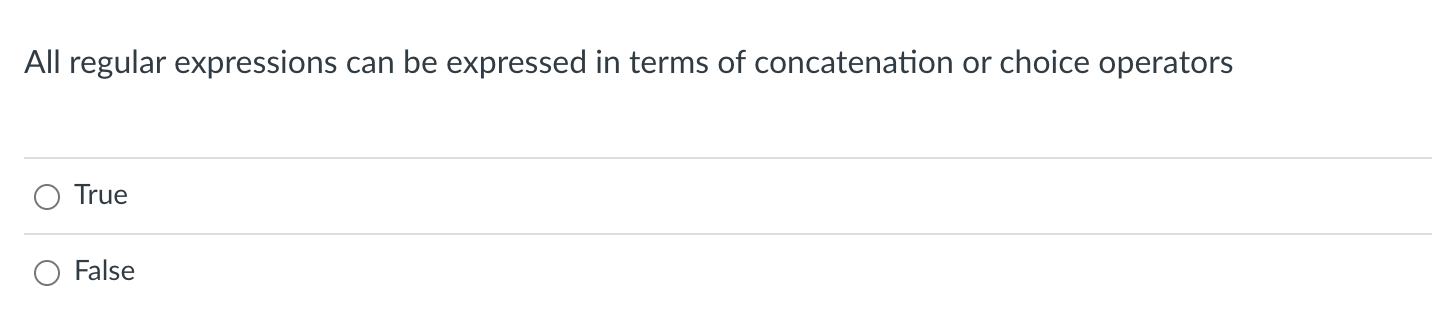 All regular expressions can be expressed in terms of concatenation or choice operators
True
False